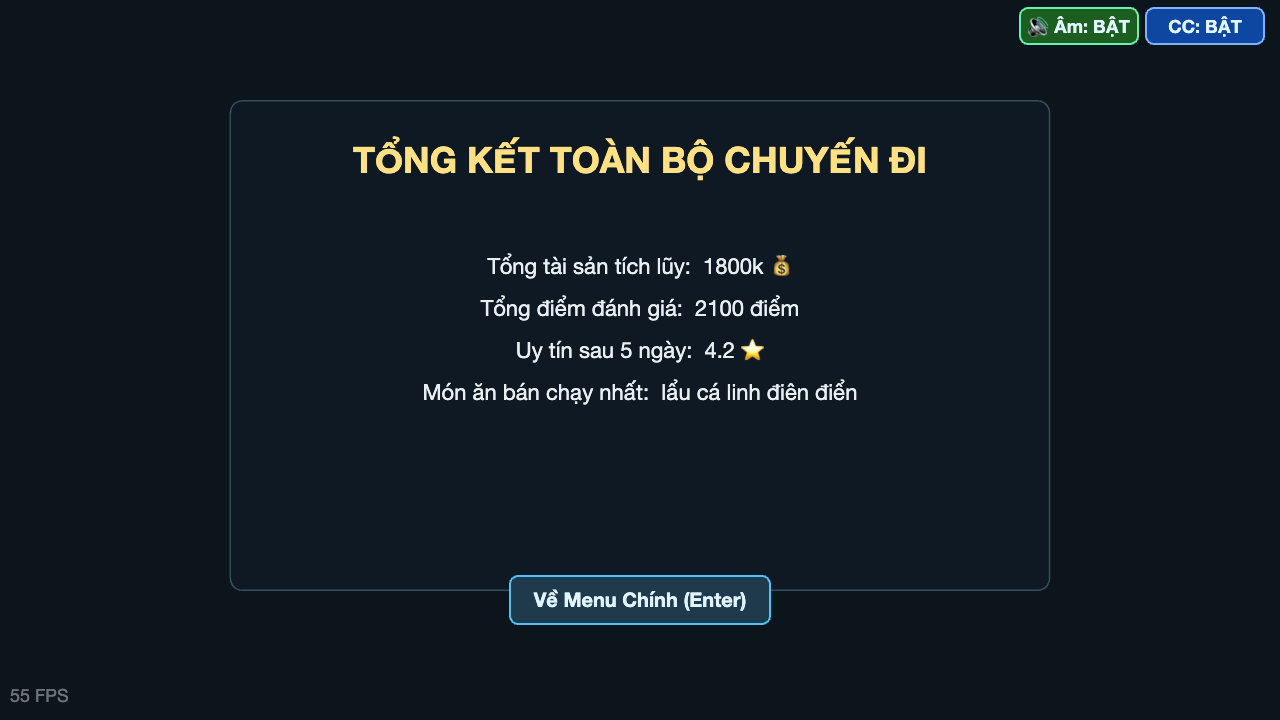 🔊 Âm: BẬT
CC: BẬT
TỔNG KẾT TOÀN BỘ CHUYẾN ĐI
Tổng tài sản tích lũy: 1800k 💰
Tổng điểm đánh giá: 2100 điểm
Uy tín sau 5 ngày: 4.2 ⭐
Món ăn bán chạy nhất: lẩu cá linh điên điển
Về Menu Chính (Enter)
55 FPS